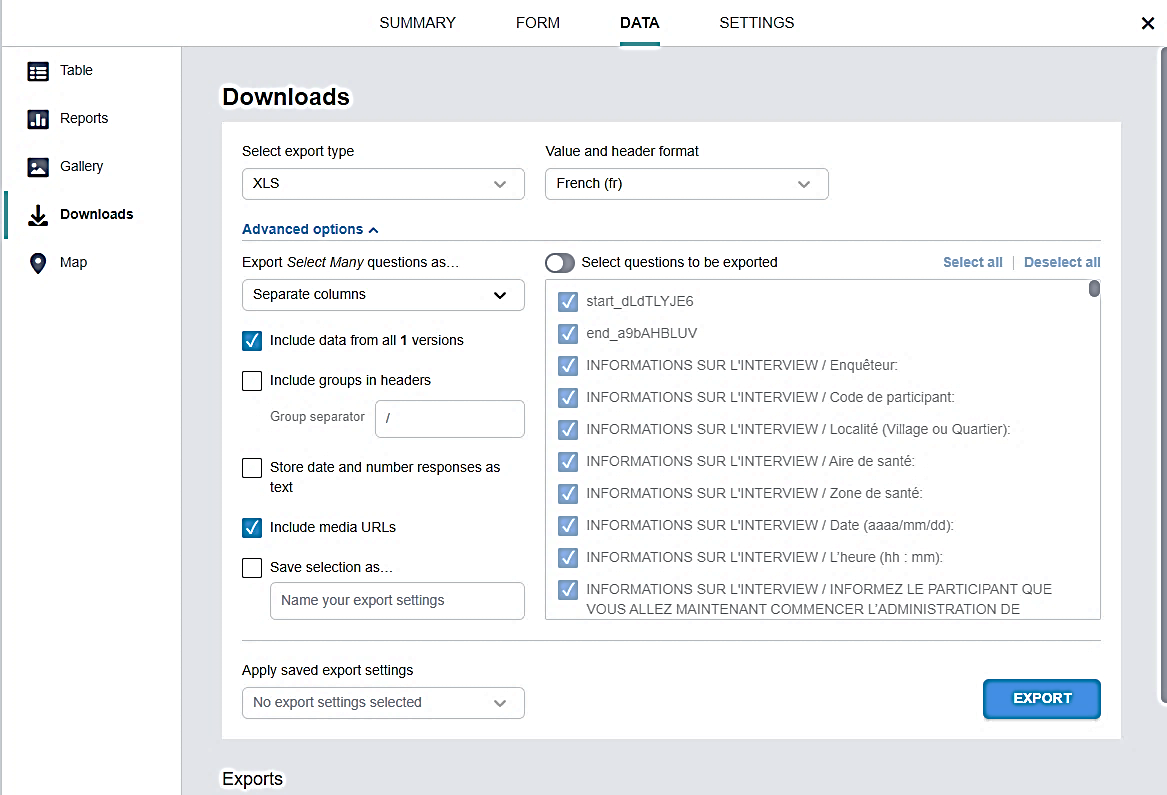 SUMMARY FORM DATA SETTINGS
Table
Reports
Gallery
Downloads
Map
Downloads
Select export type
XLS
Value and header format
French (fr)
Advanced options
Export Select Many questions as…
Separate columns
Include data from all 1 versions
Include groups in headers
Group separator
/
Store date and number responses as
text
Include media URLs
Save selection as…
Name your export settings
Select questions to be exported
Select all | Deselect all
start_dLdTLYJE6
end_a9bAHBLUV
INFORMATIONS SUR L'INTERVIEW / Enquêteur:
INFORMATIONS SUR L'INTERVIEW / Code de participant:
INFORMATIONS SUR L'INTERVIEW / Localité (Village ou Quartier):
INFORMATIONS SUR L'INTERVIEW / Aire de santé:
INFORMATIONS SUR L'INTERVIEW / Zone de santé:
INFORMATIONS SUR L'INTERVIEW / Date (aaaa/mm/dd):
INFORMATIONS SUR L'INTERVIEW / L'heure (hh : mm):
INFORMATIONS SUR L'INTERVIEW / INFORMEZ LE PARTICIPANT QUE
VOUS ALLEZ MAINTENANT COMMENCER L'ADMINISTRATION DE
Apply saved export settings
No export settings selected
EXPORT
Exports